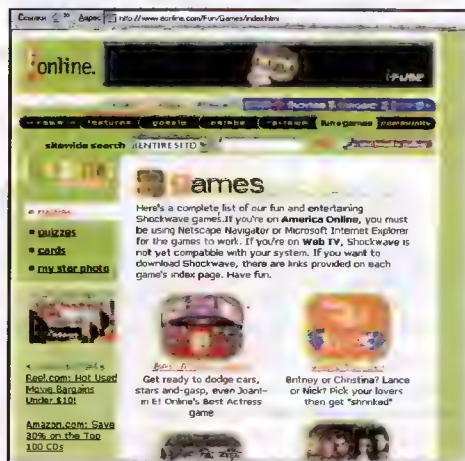 Ссылки
Адрес http://www.eonline.com/Fun/Games/index.html
online.
features
gossip
fun & games
community
sitewide search ENTIRE SITE
Games
Here's a complete list of our fun and entertaining
Shockwave games. If you're on America Online, you must
be using Netscape Navigator or Microsoft Internet Explorer
for the games to work. If you're on Web TV, Shockwave is
not yet compatible with your system. If you want to
download Shockwave, there are links provided on each
game's index page. Have fun.
quizzes
cards
my star photo
Get ready to dodge cars,
stars and-gasp, even Joan!-
in E! Online's Best Actress
game
Britney or Christina? Lance
or Nick? Pick your lovers
then get "shrinked"
Reel.com: Hot Used
Movie Bargains
Under $10!
Amazon.com: Save
30% on the Top
100 CDs